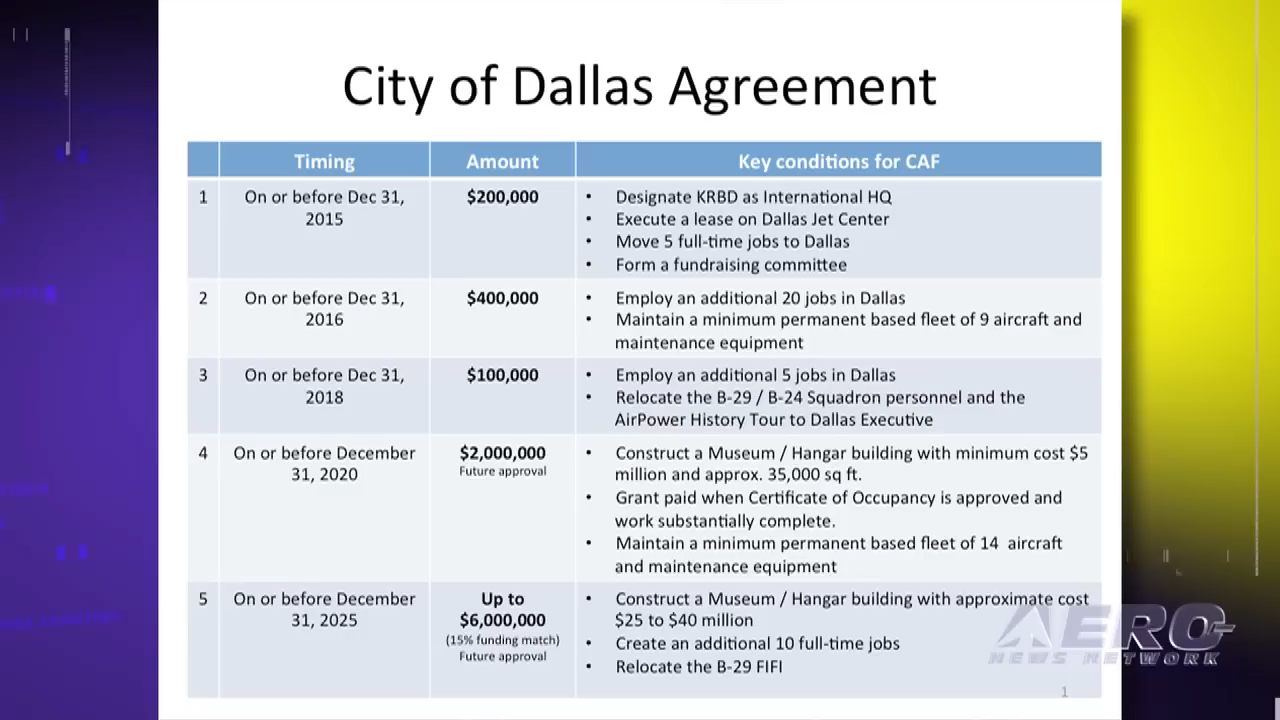 City of Dallas Agreement
Timing Amount Key conditions for CAF
1 On or before Dec 31, $200,000 • Designate KRBD as International HQ
2015 • Execute a lease on Dallas Jet Center
• Move 5 full-time jobs to Dallas
• Form a fundraising committee
2 On or before Dec 31, $400,000 • Employ an additional 20 jobs in Dallas
2016 • Maintain a minimum permanent based fleet of 9 aircraft and
maintenance equipment
3 On or before Dec 31, $100,000 • Employ an additional 5 jobs in Dallas
2018 • Relocate the B-29 / B-24 Squadron personnel and the
AirPower History Tour to Dallas Executive
4 On or before December $2,000,000 • Construct a Museum / Hangar building with minimum cost $5
31, 2020 Future approval million and approx. 35,000 sq ft.
• Grant paid when Certificate of Occupancy is approved and
work substantially complete.
• Maintain a minimum permanent based fleet of 14 aircraft
and maintenance equipment
5 On or before December Up to • Construct a Museum / Hangar building with approximate cost
31, 2025 $6,000,000 $25 to $40 million
(15% funding match) • Create an additional 10 full-time jobs
Future approval • Relocate the B-29 FIFI
AERO
NEWS NETWORK
1